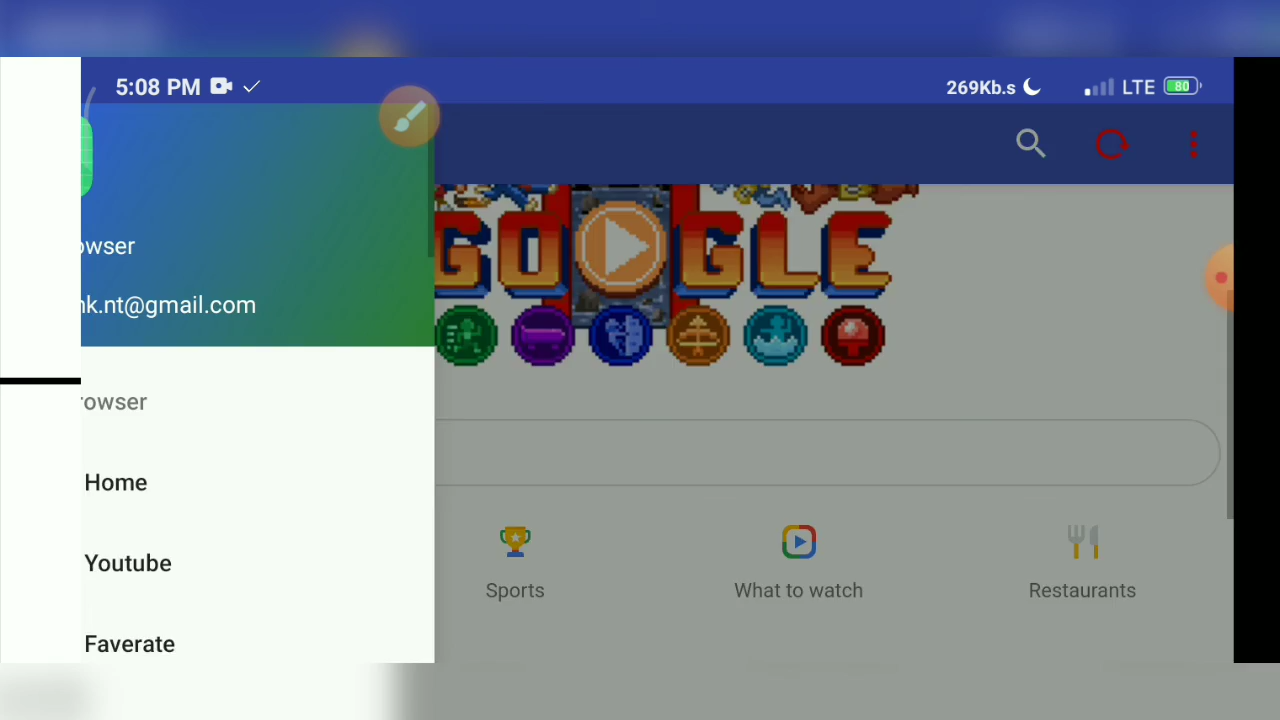 5:08 PM
269Kb.s LTE 80
owser
nk.nt@gmail.com
GOOGLE
rowser
Home
Youtube
Faverate
Sports
What to watch
Restaurants